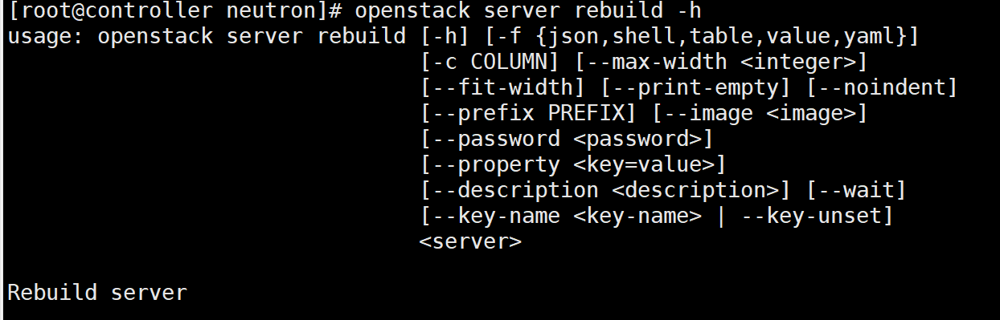 [root@controller neutron]# openstack server rebuild -h
usage: openstack server rebuild [-h] [-f {json,shell,table,value,yaml}]
[-c COLUMN] [--max-width <integer>]
[--fit-width] [--print-empty] [--noindent]
[--prefix PREFIX] [--image <image>]
[--password <password>]
[--property <key=value>]
[--description <description>] [--wait]
[--key-name <key-name> | --key-unset]
<server>
Rebuild server